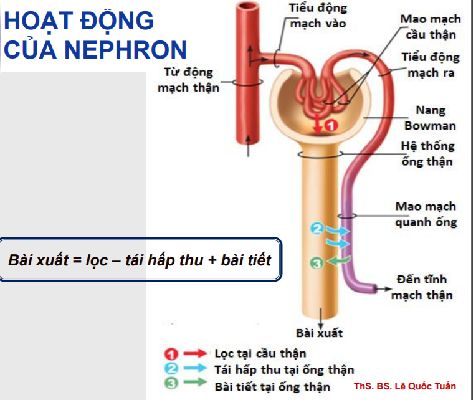 HOẠT ĐỘNG
CỦA NEPHRON
Tiểu động
mạch vào
Mao mạch
cầu thận
Tiểu động
mạch ra
Từ động
mạch thận
Nang
Bowman
1
Hệ thống
ống thận
Mao mạch
quanh ống
2
3
Bài xuất = lọc – tái hấp thu + bài tiết
Đến tĩnh
mạch thận
Bài xuất
1 Lọc tại cầu thận
2 Tái hấp thu tại ống thận
3 Bài tiết tại ống thận
ThS. BS. Lê Quốc Tuấn